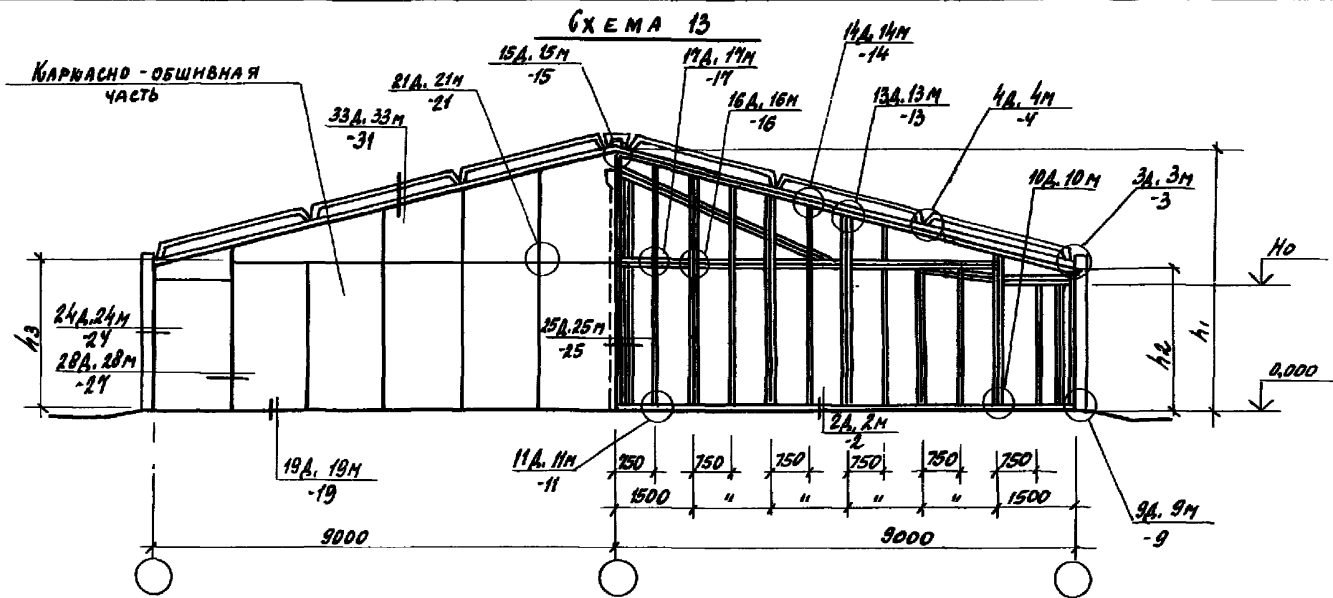 СХЕМА 13
КАРКАСНО-ОБШИВНАЯ
ЧАСТЬ
33Д. 33М
-31
21Д. 21М
-21
15Д. 15М
-15
17Д. 17М
-17
16Д. 16М
-16
14Д. 14М
-14
13Д. 13М
-13
4Д. 4М
-4
10Д. 10М
3Д. 3М
-3
Но
0,000
h3
h2
h1
24Д. 24М
-24
28Д. 28М
-27
25Д. 25М
-25
19Д. 19М
-19
11Д. 11М
-11
2Д. 2М
-2
9Д. 9М
-9
750 750 750 750 750 750
1500 " " " " 1500
9000 9000